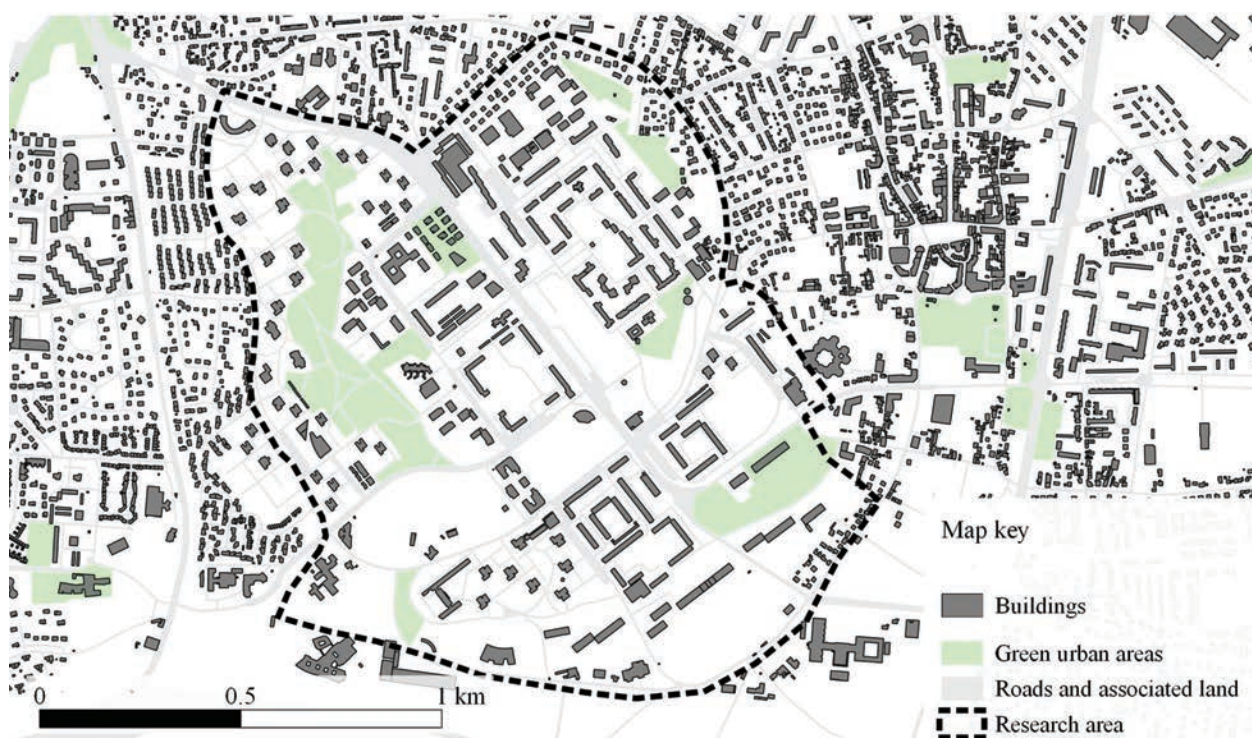 Map key
Buildings
Green urban areas
Roads and associated land
Research area
0 0.5 1 km